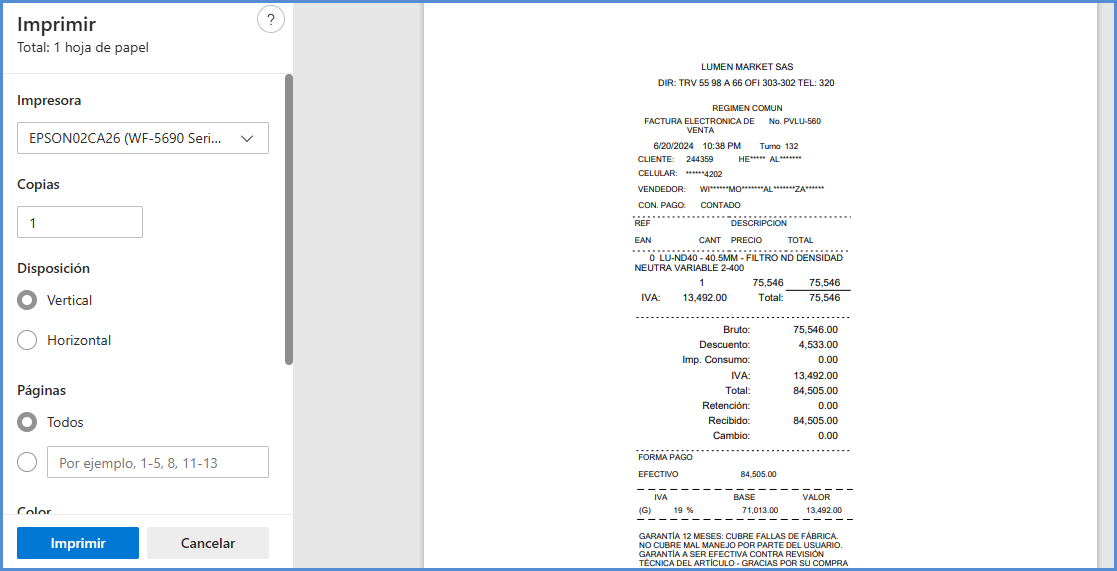 Imprimir
?
Total: 1 hoja de papel
Impresora
EPSON02CA26 (WF-5690 Seri...
Copias
1
Disposición
Vertical
Horizontal
Páginas
Todos
Por ejemplo, 1-5, 8, 11-13
Color
Imprimir Cancelar
LUMEN MARKET SAS
DIR: TRV 55 98 A 66 OFI 303-302 TEL: 320
REGIMEN COMUN
FACTURA ELECTRONICA DE No. PVLU-560
VENTA
6/20/2024 10:38 PM Turno 132
CLIENTE: 244359 HE***** AL*******
CELULAR: ******4202
VENDEDOR: WI******MO*******AL*******ZA******
CON. PAGO: CONTADO
REF DESCRIPCION
EAN CANT PRECIO TOTAL
0 LU-ND40 - 40.5MM - FILTRO ND DENSIDAD
NEUTRA VARIABLE 2-400
1 75,546 75,546
IVA: 13,492.00 Total: 75,546
Bruto: 75,546.00
Descuento: 4,533.00
Imp. Consumo: 0.00
IVA: 13,492.00
Total: 84,505.00
Retención: 0.00
Recibido: 84,505.00
Cambio: 0.00
FORMA PAGO
EFECTIVO 84,505.00
IVA BASE VALOR
(G) 19 % 71,013.00 13,492.00
GARANTÍA 12 MESES: CUBRE FALLAS DE FÁBRICA.
NO CUBRE MAL MANEJO POR PARTE DEL USUARIO.
GARANTÍA A SER EFECTIVA CONTRA REVISIÓN
TÉCNICA DEL ARTÍCULO - GRACIAS POR SU COMPRA